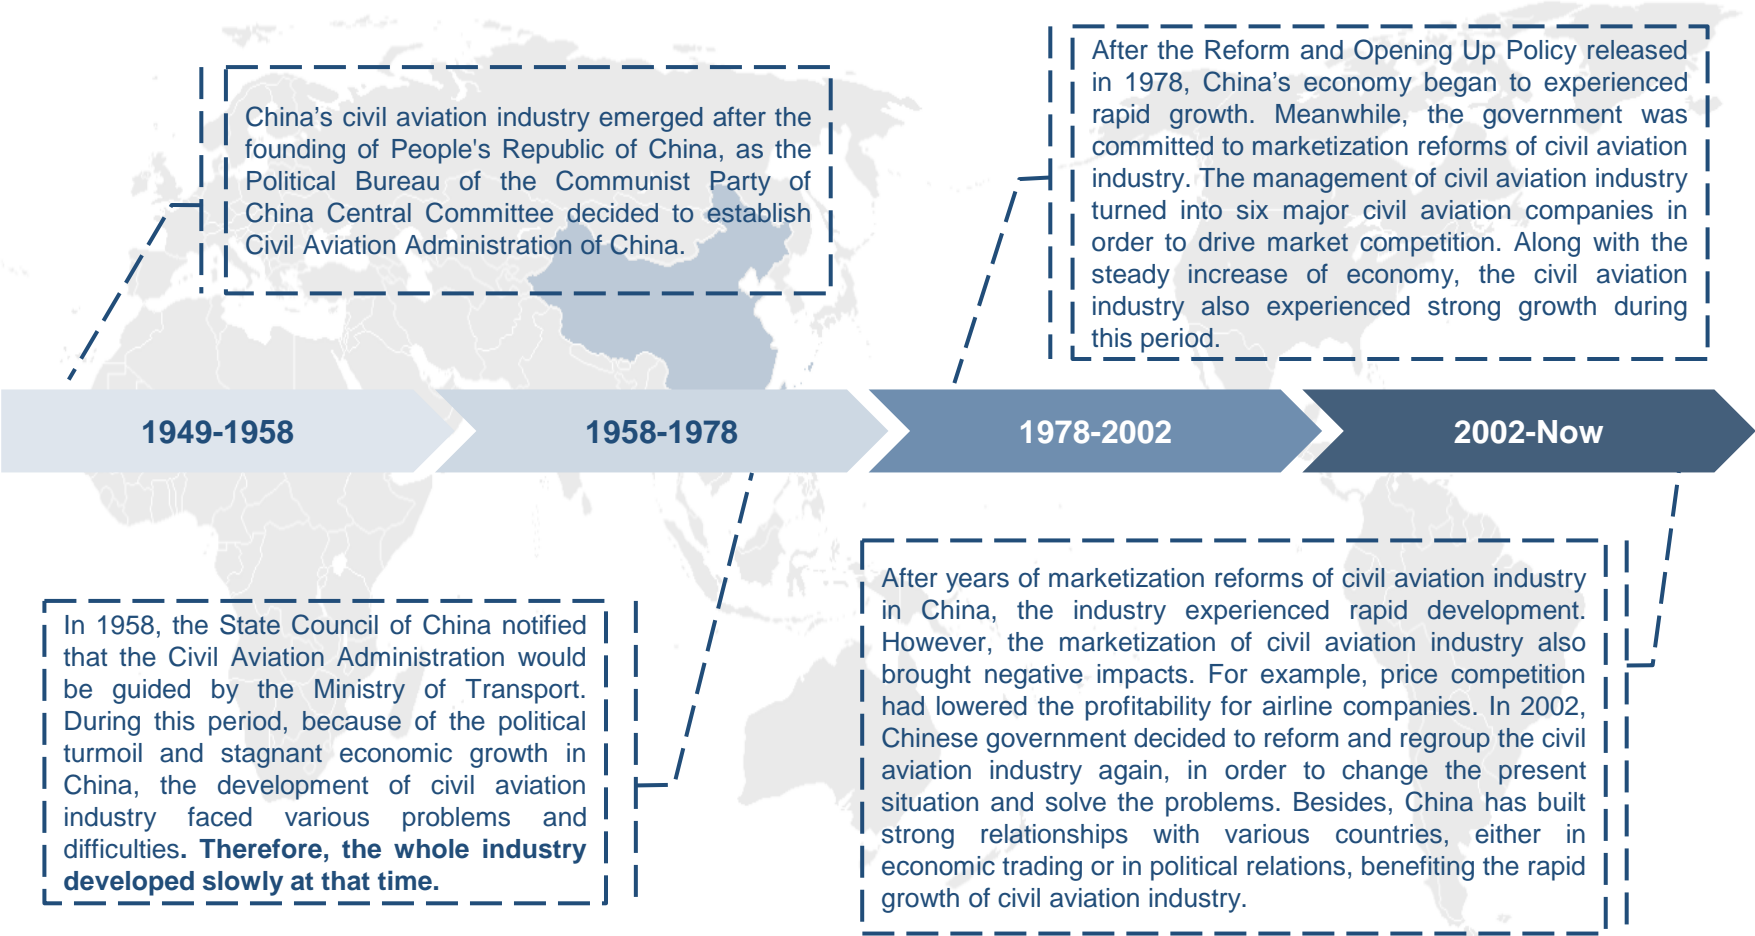 China’s civil aviation industry emerged after the
founding of People's Republic of China, as the
Political Bureau of the Communist Party of
China Central Committee decided to establish
Civil Aviation Administration of China.
After the Reform and Opening Up Policy released
in 1978, China’s economy began to experienced
rapid growth. Meanwhile, the government was
committed to marketization reforms of civil aviation
industry. The management of civil aviation industry
turned into six major civil aviation companies in
order to drive market competition. Along with the
steady increase of economy, the civil aviation
industry also experienced strong growth during
this period.
1949-1958
1958-1978
1978-2002
2002-Now
In 1958, the State Council of China notified
that the Civil Aviation Administration would
be guided by the Ministry of Transport.
During this period, because of the political
turmoil and stagnant economic growth in
China, the development of civil aviation
industry faced various problems and
difficulties. Therefore, the whole industry
developed slowly at that time.
After years of marketization reforms of civil aviation industry
in China, the industry experienced rapid development.
However, the marketization of civil aviation industry also
brought negative impacts. For example, price competition
had lowered the profitability for airline companies. In 2002,
Chinese government decided to reform and regroup the civil
aviation industry again, in order to change the present
situation and solve the problems. Besides, China has built
strong relationships with various countries, either in
economic trading or in political relations, benefiting the rapid
growth of civil aviation industry.